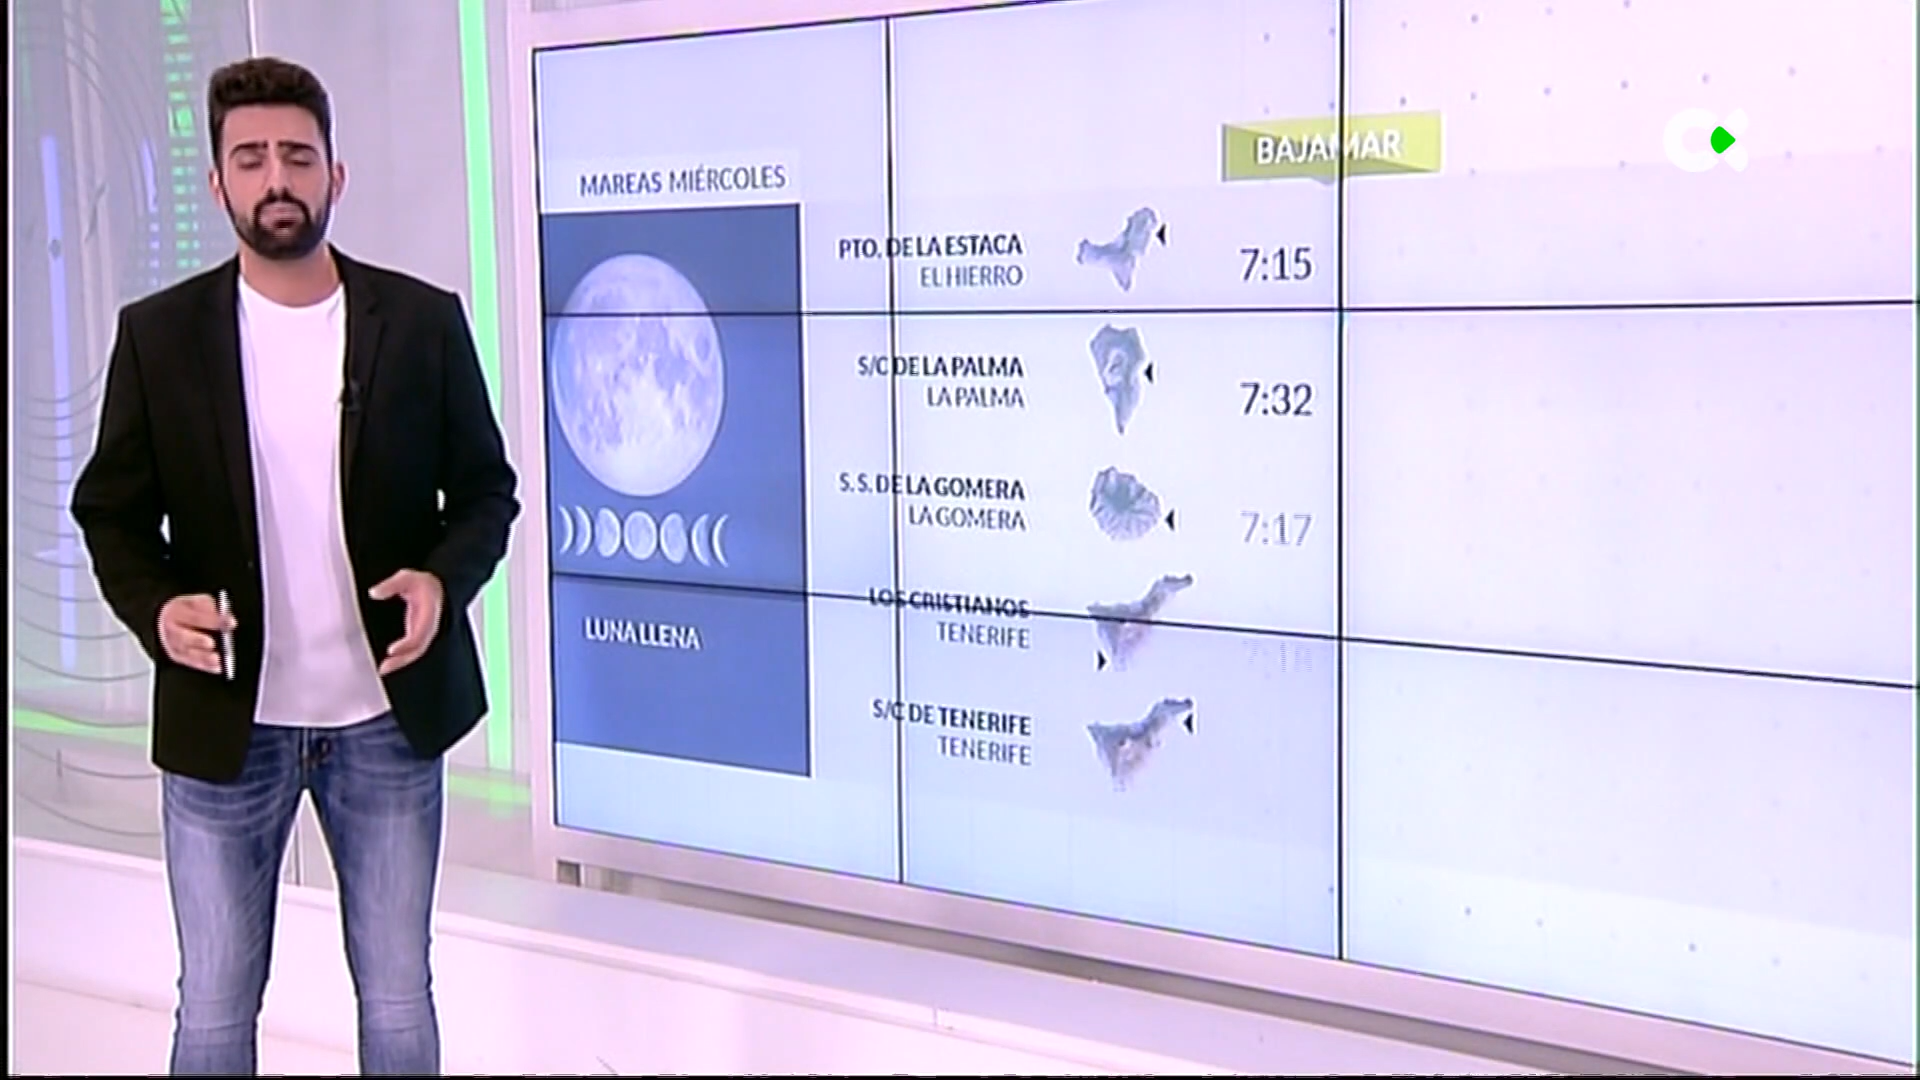 BAJAMAR
MAREAS MIÉRCOLES
PTO. DE LA ESTACA
EL HIERRO
7:15
S/C DE LA PALMA
LA PALMA
7:32
S. S. DE LA GOMERA
LA GOMERA
7:17
LOS CRISTIANOS
TENERIFE
LUNA LLENA
S/C DE TENERIFE
TENERIFE